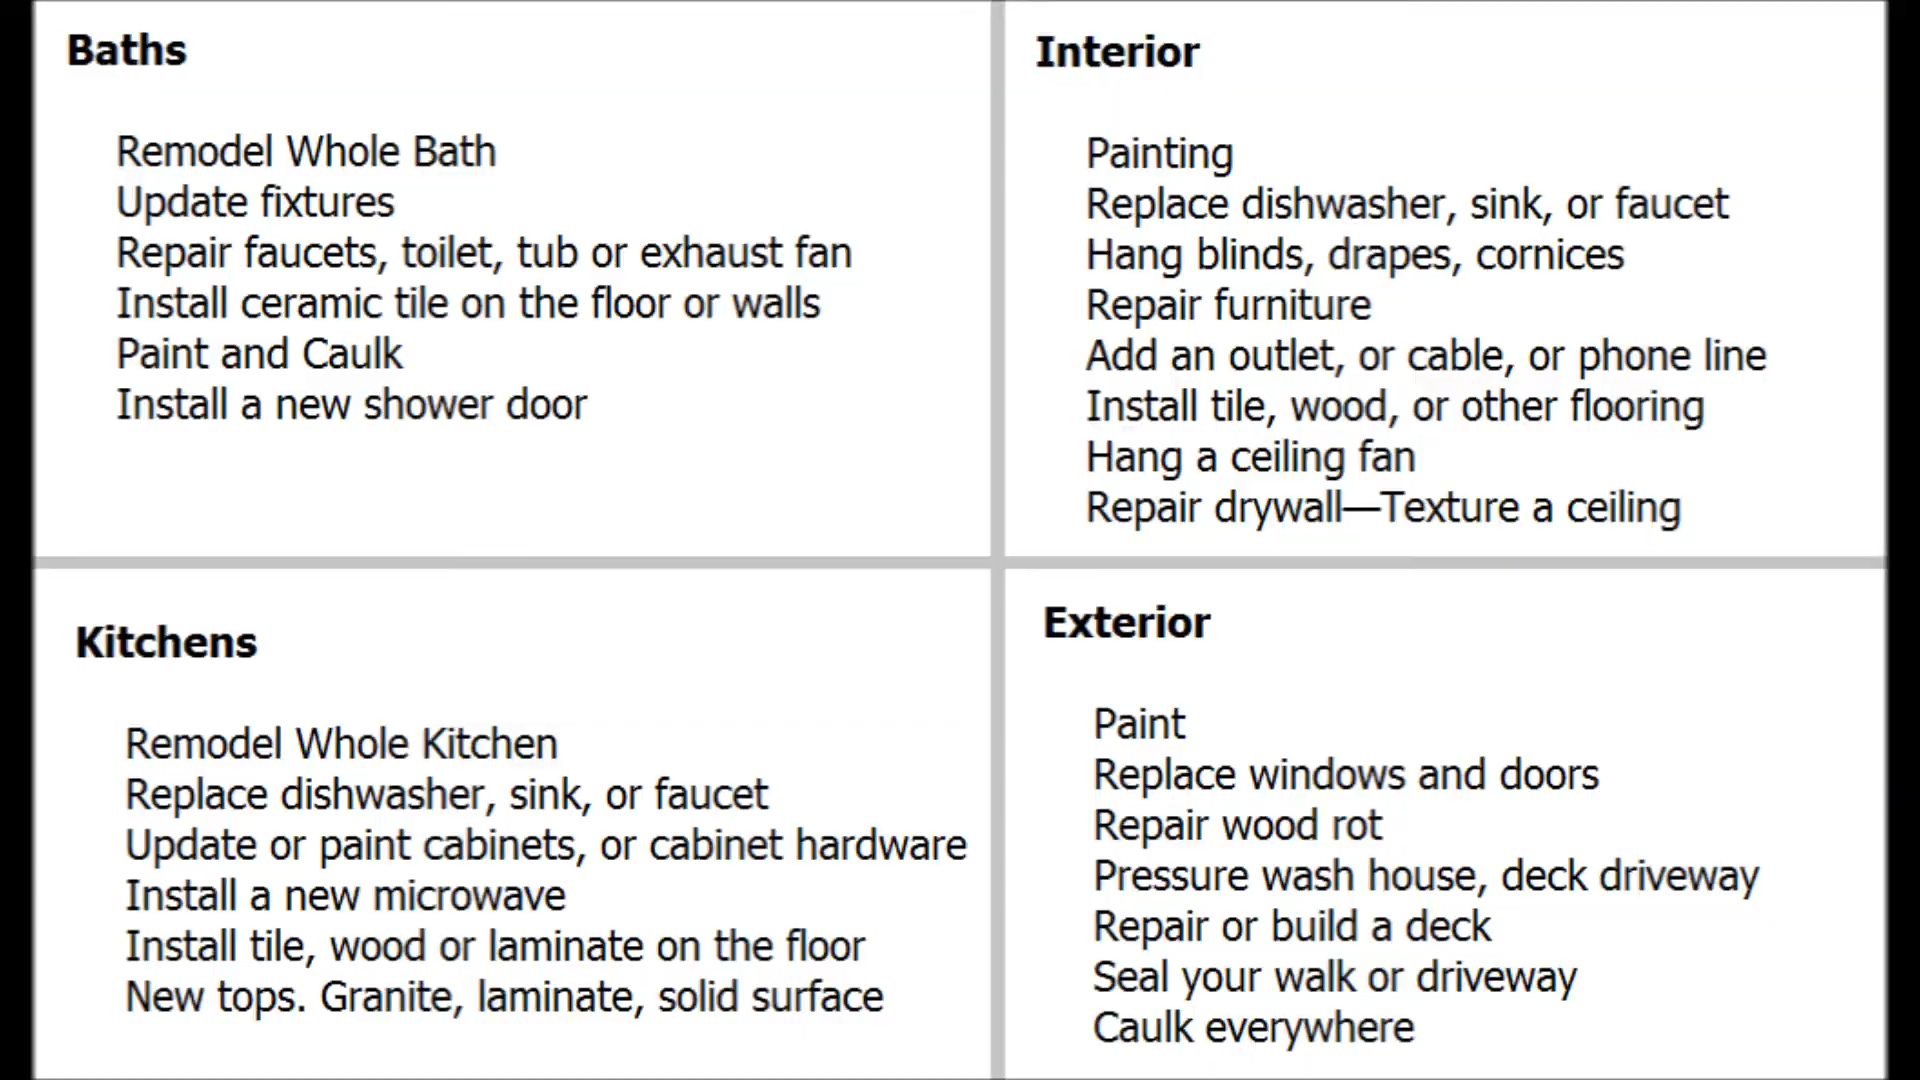 Baths
Remodel Whole Bath
Update fixtures
Repair faucets, toilet, tub or exhaust fan
Install ceramic tile on the floor or walls
Paint and Caulk
Install a new shower door
Interior
Painting
Replace dishwasher, sink, or faucet
Hang blinds, drapes, cornices
Repair furniture
Add an outlet, or cable, or phone line
Install tile, wood, or other flooring
Hang a ceiling fan
Repair drywall—Texture a ceiling
Kitchens
Remodel Whole Kitchen
Replace dishwasher, sink, or faucet
Update or paint cabinets, or cabinet hardware
Install a new microwave
Install tile, wood or laminate on the floor
New tops. Granite, laminate, solid surface
Exterior
Paint
Replace windows and doors
Repair wood rot
Pressure wash house, deck driveway
Repair or build a deck
Seal your walk or driveway
Caulk everywhere